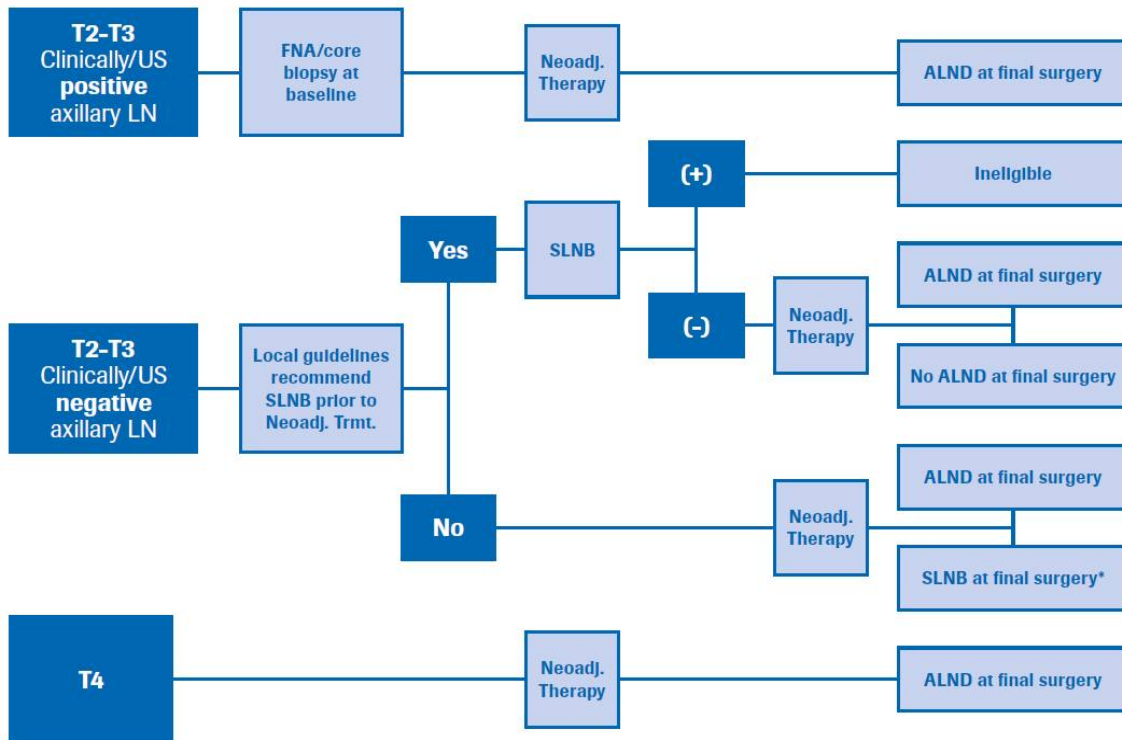 T2-T3
Clinically/US
positive
axillary LN
FNA/core
biopsy at
baseline
Neoadj.
Therapy
ALND at final surgery
(+)
Ineligible
Yes
SLNB
(-)
Neoadj.
Therapy
ALND at final surgery
No ALND at final surgery
T2-T3
Clinically/US
negative
axillary LN
Local guidelines
recommend
SLNB prior to
Neoadj. Trmt.
No
Neoadj.
Therapy
ALND at final surgery
SLNB at final surgery*
T4
Neoadj.
Therapy
ALND at final surgery